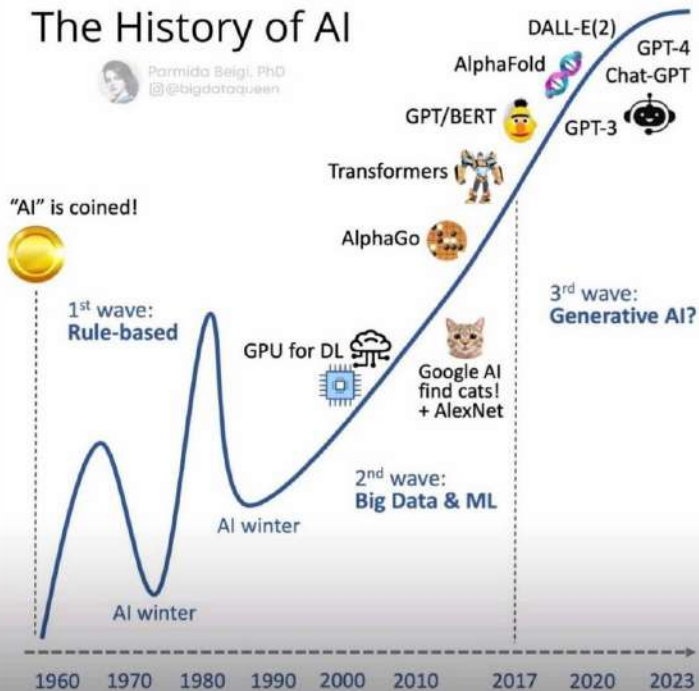 The History of AI
Parmida Beigi, PhD
@bigdataqueen
DALL-E(2)
GPT-4
AlphaFold
Chat-GPT
GPT/BERT
GPT-3
Transformers
"AI" is coined!
AlphaGo
1st wave:
Rule-based
3rd wave:
Generative AI?
GPU for DL
Google AI
find cats!
+ AlexNet
2nd wave:
Big Data & ML
AI winter
AI winter
1960 1970 1980 1990 2000 2010 2017 2020 2023